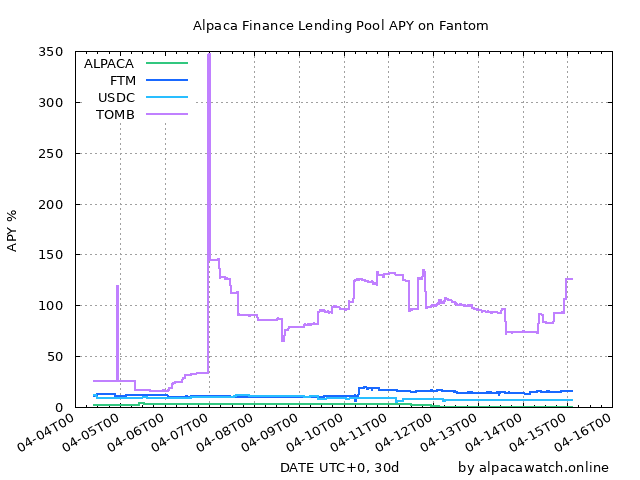 Alpaca Finance Lending Pool APY on Fantom
350
300
250
200
150
100
50
0
APY %
ALPACA
FTM
USDC
TOMB
04-04T00
04-05T00
04-06T00
04-07T00
04-08T00
04-09T00
04-10T00
04-11T00
04-12T00
04-13T00
04-14T00
04-15T00
04-16T00
DATE UTC+0, 30d
by alpacawatch.online